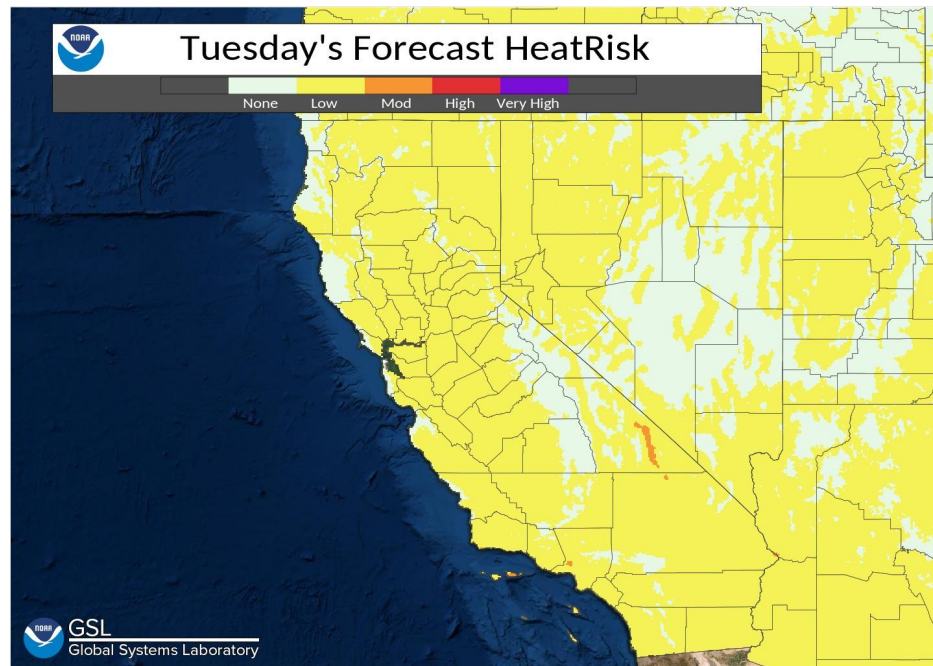 NOAA
Tuesday's Forecast HeatRisk
None Low Mod High Very High
NOAA
GSL
Global Systems Laboratory